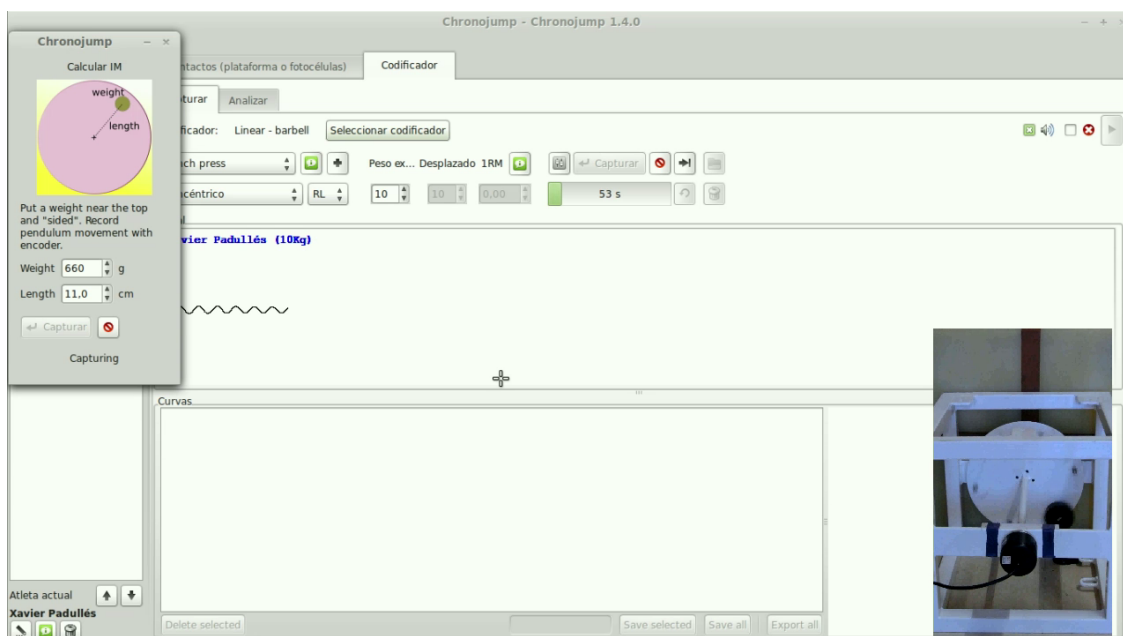 Chronojump - Chronojump 1.4.0
Chronojump
Calcular IM
weight
length
Put a weight near the top
and "sided". Record
pendulum movement with
encoder.
Weight 660 g
Length 11,0 cm
Capturar
Capturing
ntactos (plataforma o fotocélulas) Codificador
turar Analizar
ificador: Linear - barbell Seleccionar codificador
ch press Peso ex... Desplazado 1RM Capturar
céntrico RL 10 10 0,00 53 s
vier Padullés (10Kg)
Curvas
Atleta actual
Xavier Padullés
Delete selected Save selected Save all Export all